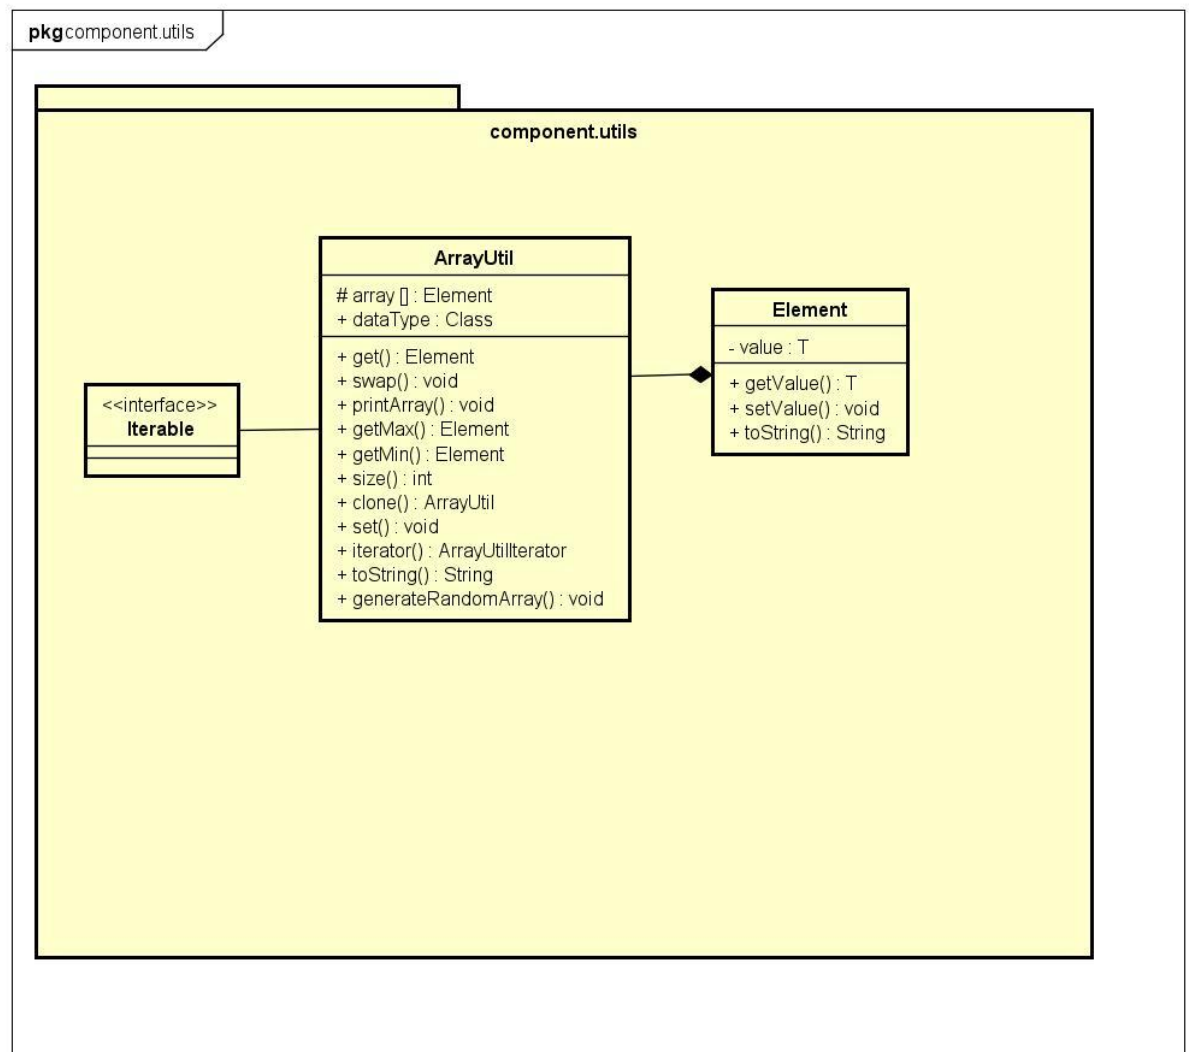 pkgcomponent.utils
component.utils
ArrayUtil
# array [] : Element
+ dataType : Class
+ get() : Element
+ swap() : void
+ printArray() : void
+ getMax() : Element
+ getMin() : Element
+ size() : int
+ clone() : ArrayUtil
+ set() : void
+ iterator() : ArrayUtilIterator
+ toString() : String
+ generateRandomArray() : void
Element
- value : T
+ getValue() : T
+ setValue() : void
+ toString() : String
<<interface>>
Iterable